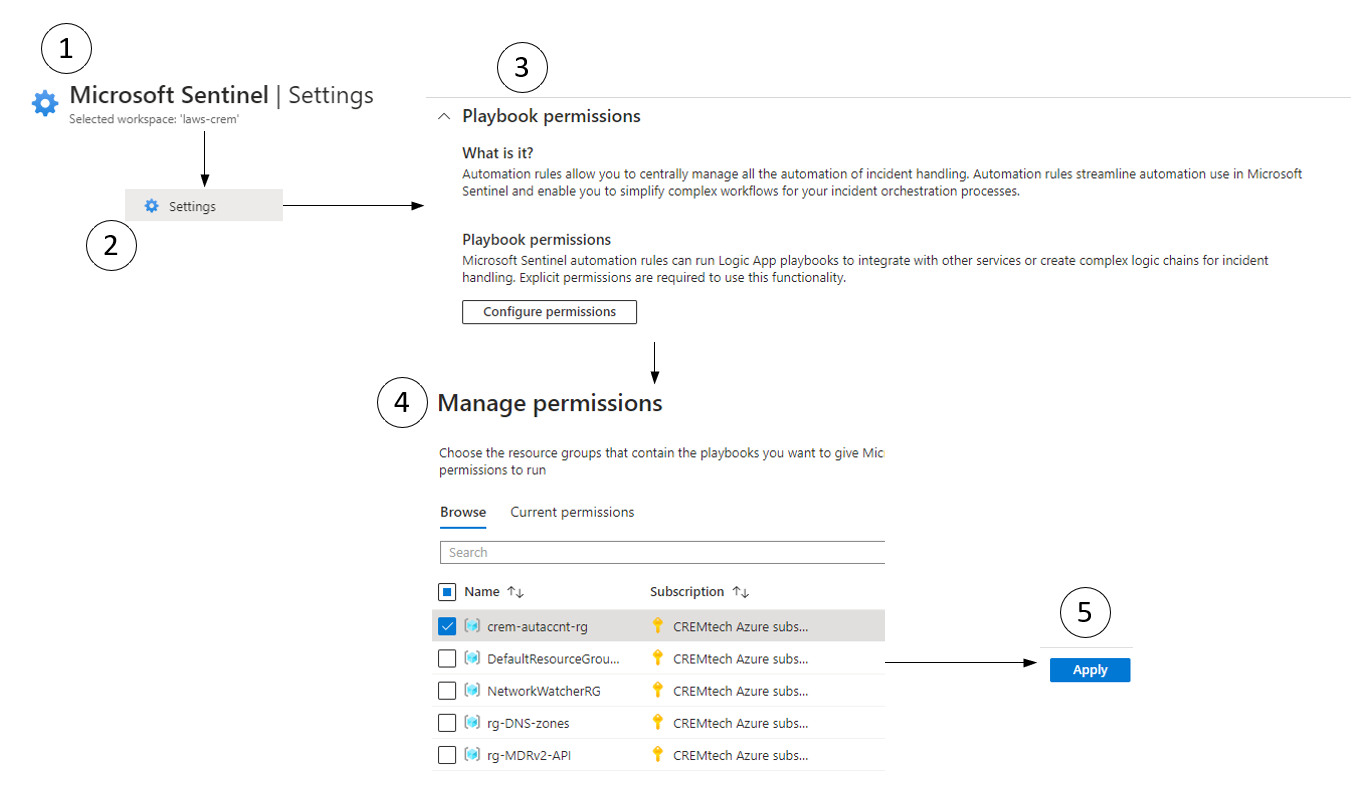 1
Microsoft Sentinel | Settings
Selected workspace: 'laws-crem'
Settings
2
3
Playbook permissions
What is it?
Automation rules allow you to centrally manage all the automation of incident handling. Automation rules streamline automation use in Microsoft
Sentinel and enable you to simplify complex workflows for your incident orchestration processes.
Playbook permissions
Microsoft Sentinel automation rules can run Logic App playbooks to integrate with other services or create complex logic chains for incident
handling. Explicit permissions are required to use this functionality.
Configure permissions
4
Manage permissions
Choose the resource groups that contain the playbooks you want to give Mic
permissions to run
Browse Current permissions
Search
Name ↑↓ Subscription ↑↓
crem-autaccnt-rg CREMtech Azure subs...
DefaultResourceGrou... CREMtech Azure subs...
NetworkWatcherRG CREMtech Azure subs...
rg-DNS-zones CREMtech Azure subs...
rg-MDRv2-API CREMtech Azure subs...
5
Apply